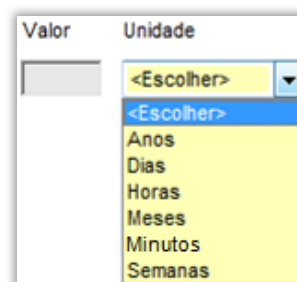 Valor Unidade
<Escolher>
<Escolher>
Anos
Dias
Horas
Meses
Minutos
Semanas